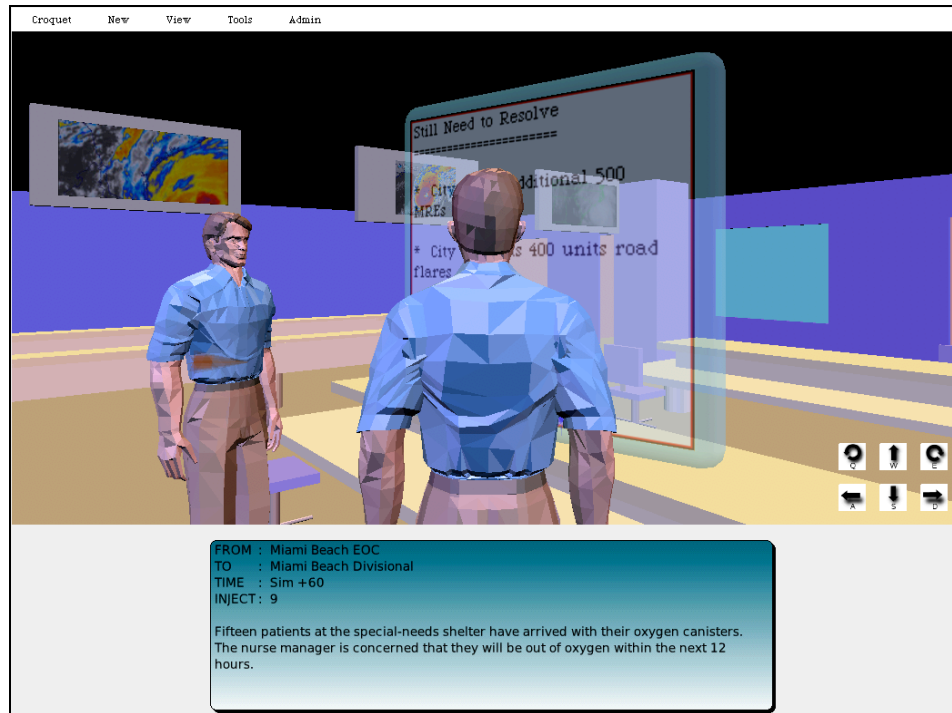 Croquet New View Tools Admin
Still Need to Resolve
=====================
* City additional 500
MREs
* City 400 units road
flares
Q W E
A S D
FROM : Miami Beach EOC
TO : Miami Beach Divisional
TIME : Sim +60
INJECT : 9
Fifteen patients at the special-needs shelter have arrived with their oxygen canisters.
The nurse manager is concerned that they will be out of oxygen within the next 12
hours.